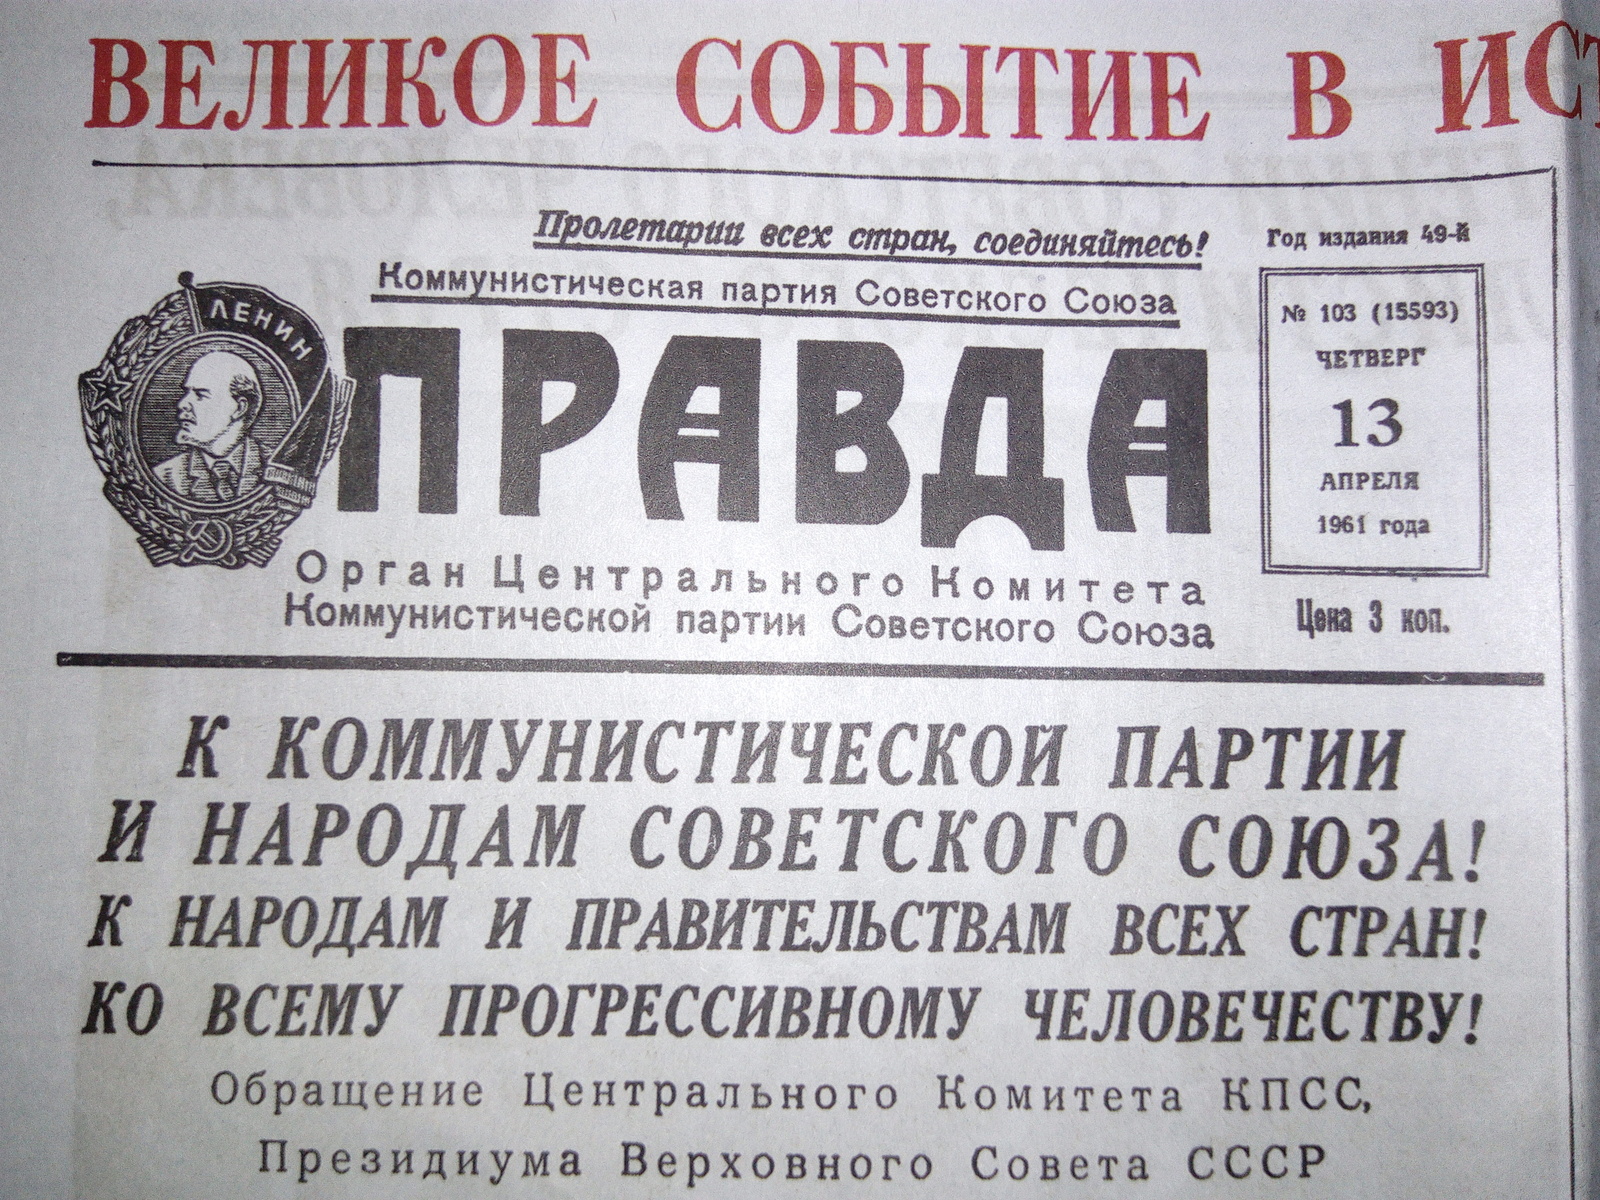 ВЕЛИКОЕ СОБЫТИЕ В ИСТ
Пролетарии всех стран, соединяйтесь!
Коммунистическая партия Советского Союза
ЛЕНИН
ПРАВДА
Орган Центрального Комитета
Коммунистической партии Советского Союза
Год издания 49-й
№ 103 (15593)
ЧЕТВЕРГ
13
АПРЕЛЯ
1961 года
Цена 3 коп.
К КОММУНИСТИЧЕСКОЙ ПАРТИИ
И НАРОДАМ СОВЕТСКОГО СОЮЗА!
К НАРОДАМ И ПРАВИТЕЛЬСТВАМ ВСЕХ СТРАН!
КО ВСЕМУ ПРОГРЕССИВНОМУ ЧЕЛОВЕЧЕСТВУ!
Обращение Центрального Комитета КПСС,
Президиума Верховного Совета СССР